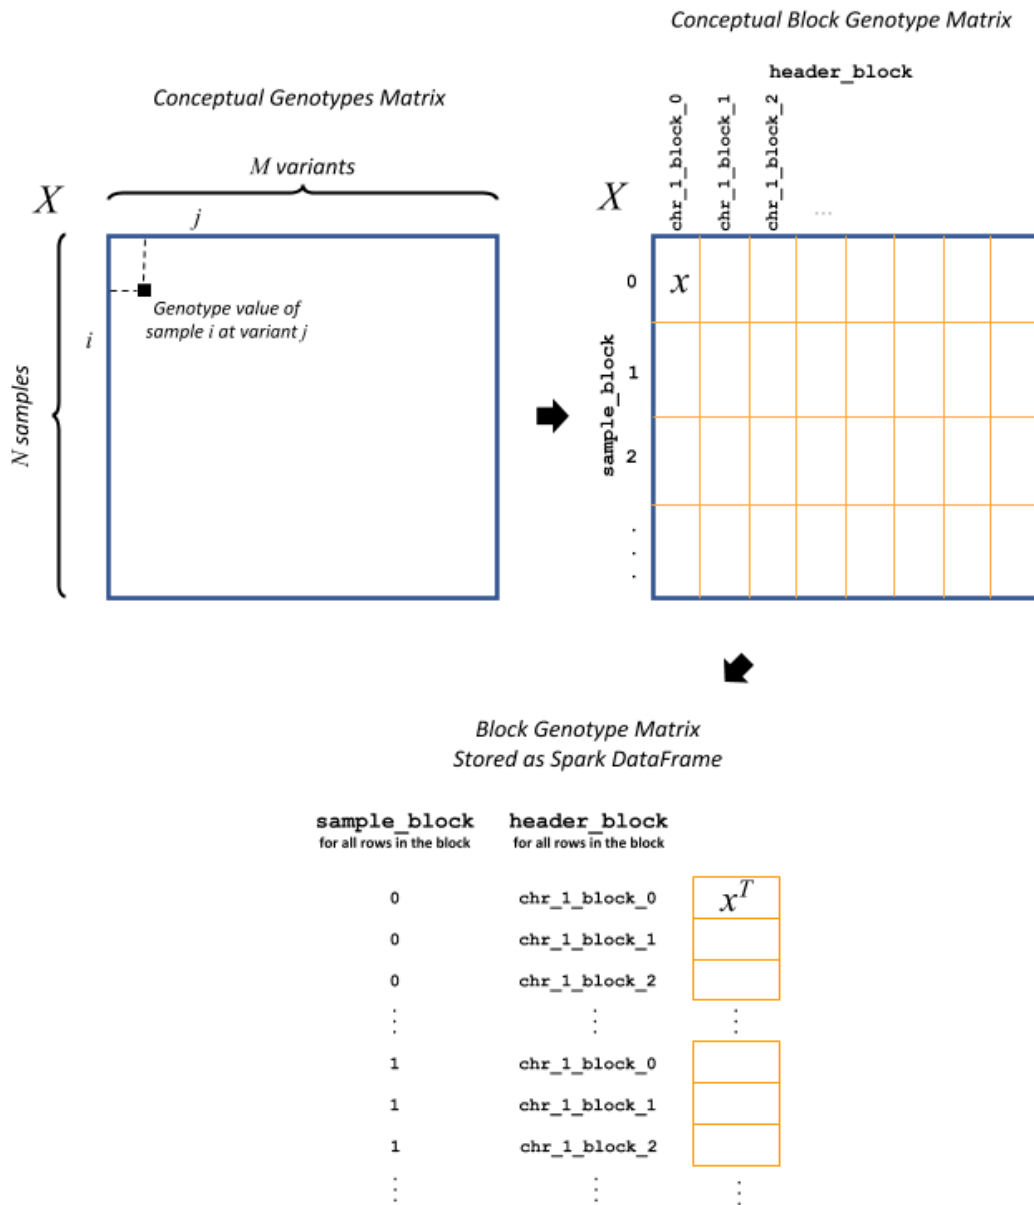 Conceptual Genotypes Matrix
M variants
X
j
i
N samples
Genotype value of
sample i at variant j
Conceptual Block Genotype Matrix
header_block
chr_1_block_0
chr_1_block_1
chr_1_block_2
...
X
sample_block
0
x
1
2
.
.
.
Block Genotype Matrix
Stored as Spark DataFrame
sample_block header_block
for all rows in the block for all rows in the block
0 chr_1_block_0 x^T
0 chr_1_block_1
0 chr_1_block_2
⋮ ⋮ ⋮
1 chr_1_block_0
1 chr_1_block_1
1 chr_1_block_2
⋮ ⋮ ⋮